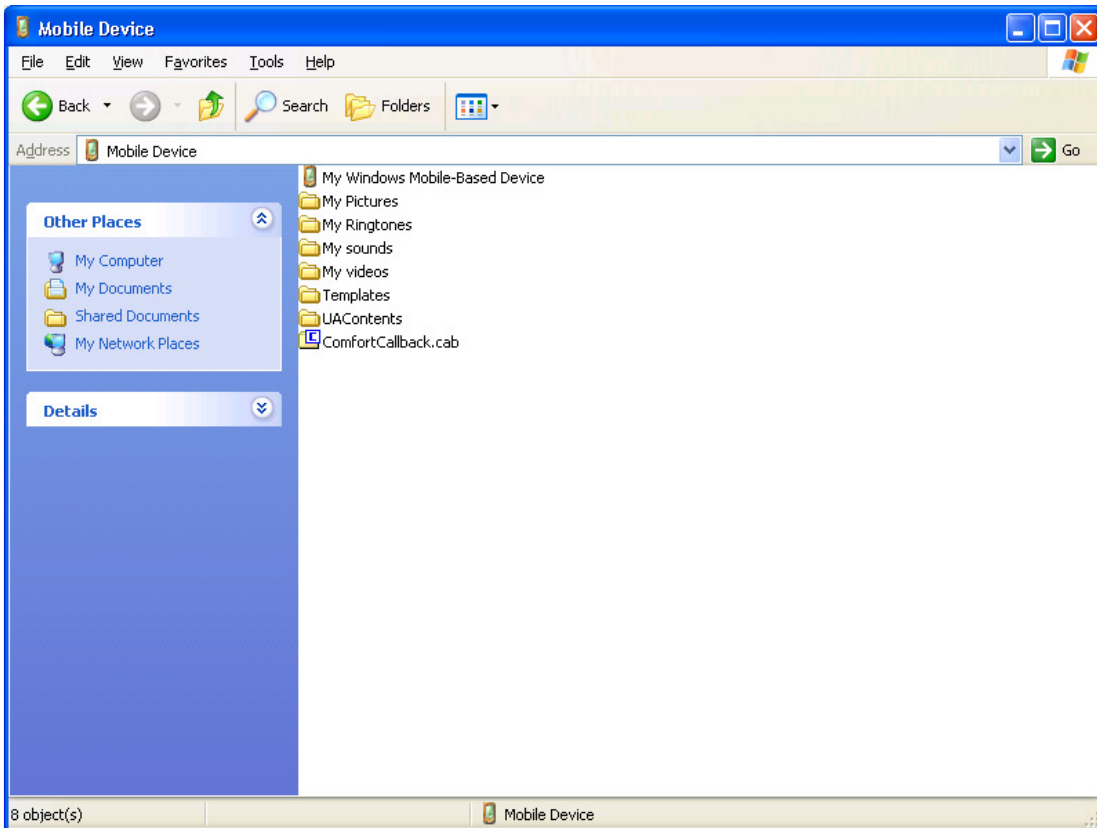 Mobile Device
File Edit View Favorites Tools Help
Back Search Folders
Address Mobile Device Go
Other Places
My Computer
My Documents
Shared Documents
My Network Places
Details
My Windows Mobile-Based Device
My Pictures
My Ringtones
My sounds
My videos
Templates
UAContents
ComfortCallback.cab
8 object(s) Mobile Device